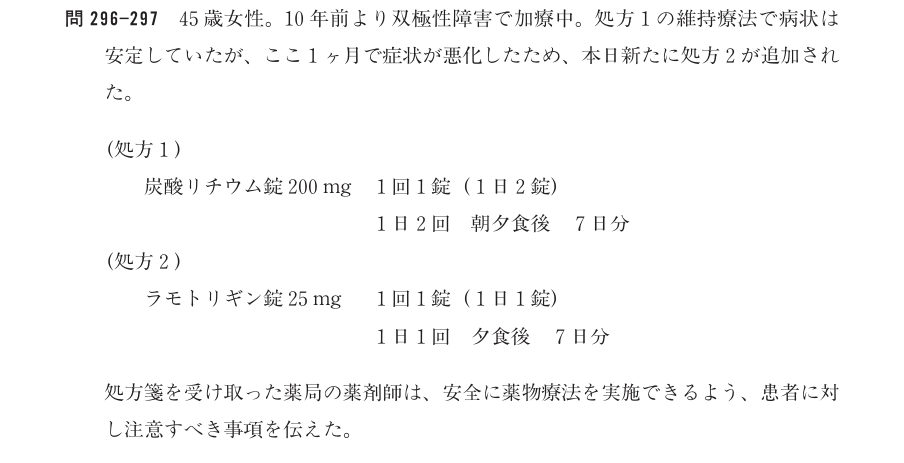 問 296−297　45 歳女性。10 年前より双極性障害で加療中。処方１の維持療法で病状は
安定していたが、ここ１ヶ月で症状が悪化したため、本日新たに処方２が追加され
た。
(処方１)
炭酸リチウム錠 200 mg　１回１錠（１日２錠）
１日２回　朝夕食後　７日分
(処方２)
ラモトリギン錠 25 mg　１回１錠（１日１錠）
１日１回　夕食後　７日分
処方箋を受け取った薬局の薬剤師は、安全に薬物療法を実施できるよう、患者に対
し注意すべき事項を伝えた。